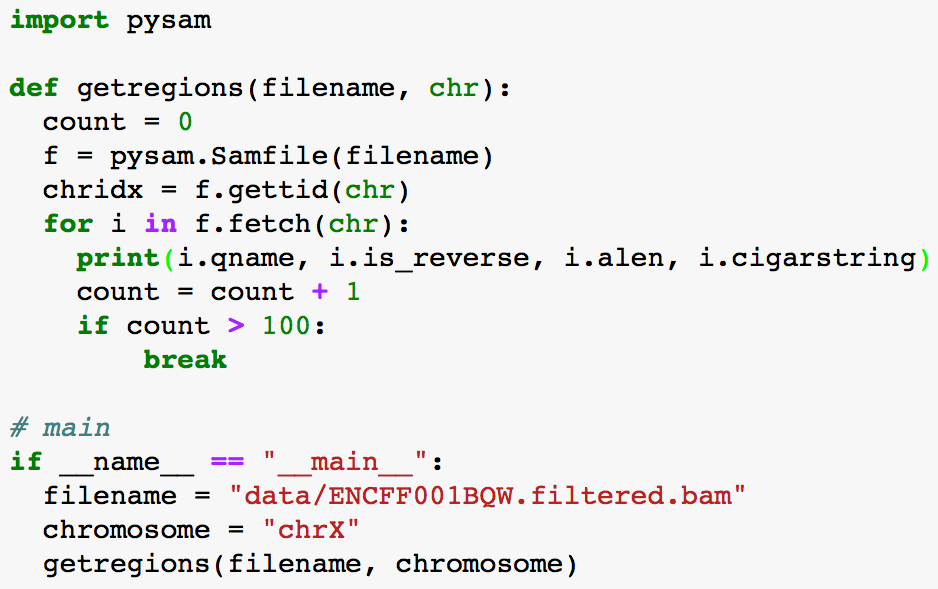 import pysam

def getregions(filename, chr):
  count = 0
  f = pysam.Samfile(filename)
  chridx = f.gettid(chr)
  for i in f.fetch(chr):
    print(i.qname, i.is_reverse, i.alen, i.cigarstring)
    count = count + 1
    if count > 100:
        break

# main
if __name__ == "__main__":
  filename = "data/ENCFF001BQW.filtered.bam"
  chromosome = "chrX"
  getregions(filename, chromosome)